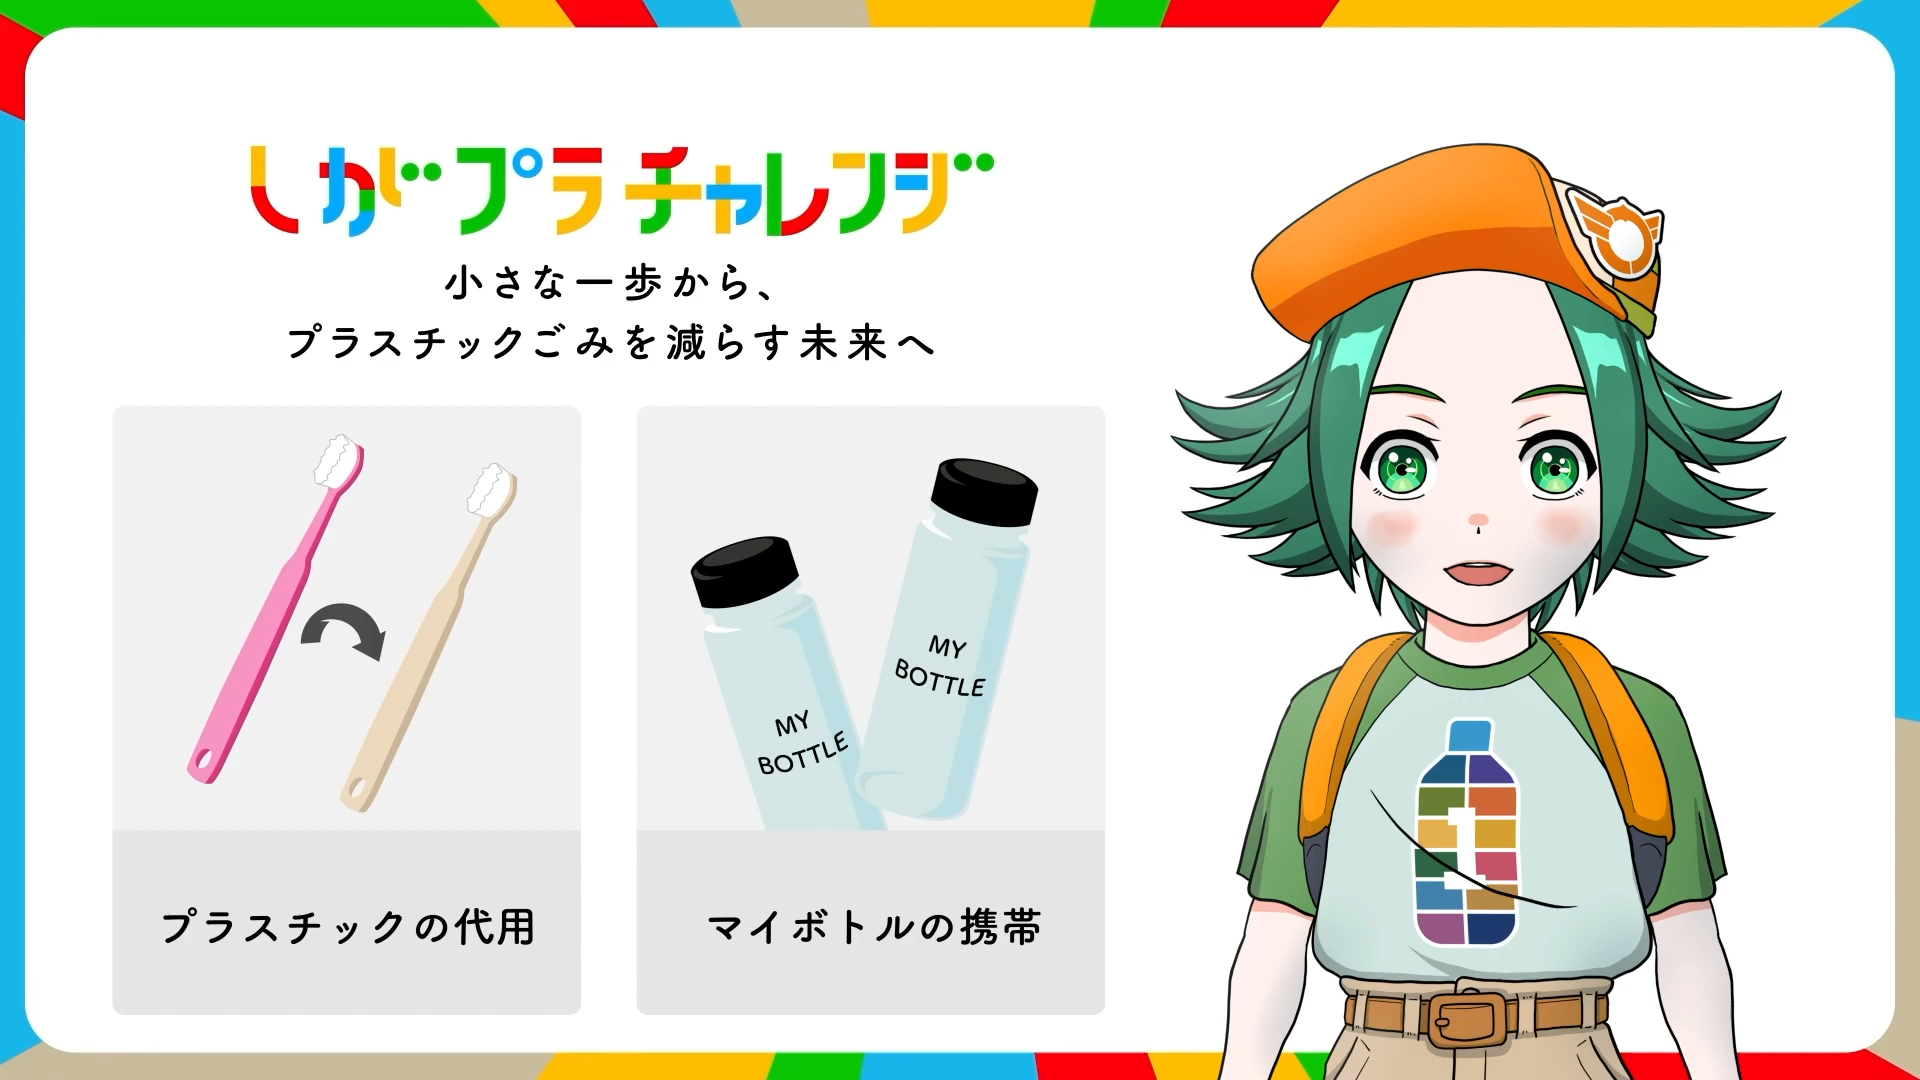 しがプラチャレンジ
小さな一歩から、
プラスチックごみを減らす未来へ
MY
BOTTLE
MY
BOTTLE
プラスチックの代用
マイボトルの携帯
1